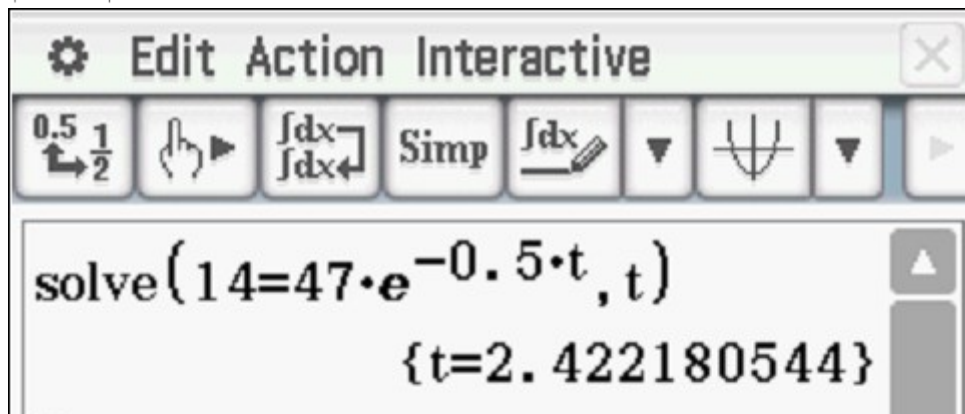 Edit Action Interactive
0.5 1/2 ∫dx ∫dx Simp ∫dx
solve(14=47·e^-0.5·t,t)
{t=2.422180544}